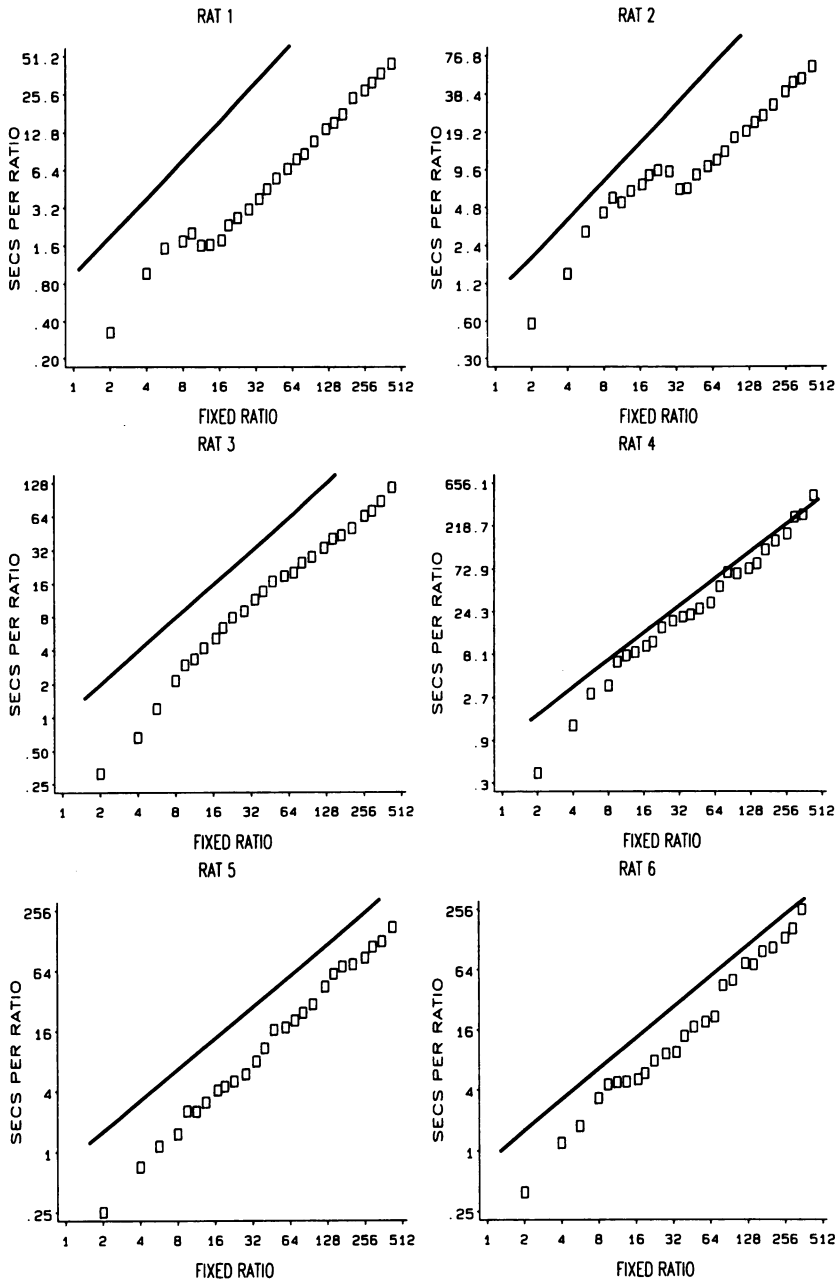 RAT 1
SECS PER RATIO
51.2
25.6
12.8
6.4
3.2
1.6
.80
.40
.20
1 2 4 8 16 32 64 128 256 512
FIXED RATIO
RAT 2
SECS PER RATIO
76.8
38.4
19.2
9.6
4.8
2.4
1.2
.60
.30
1 2 4 8 16 32 64 128 256 512
FIXED RATIO
RAT 3
SECS PER RATIO
128
64
32
16
8
4
2
1
.50
.25
1 2 4 8 16 32 64 128 256 512
FIXED RATIO
RAT 4
SECS PER RATIO
656.1
218.7
72.9
24.3
8.1
2.7
.9
.3
1 2 4 8 16 32 64 128 256 512
FIXED RATIO
RAT 5
SECS PER RATIO
256
64
16
4
1
.25
1 2 4 8 16 32 64 128 256 512
FIXED RATIO
RAT 6
SECS PER RATIO
256
64
16
4
1
.25
1 2 4 8 16 32 64 128 256 512
FIXED RATIO